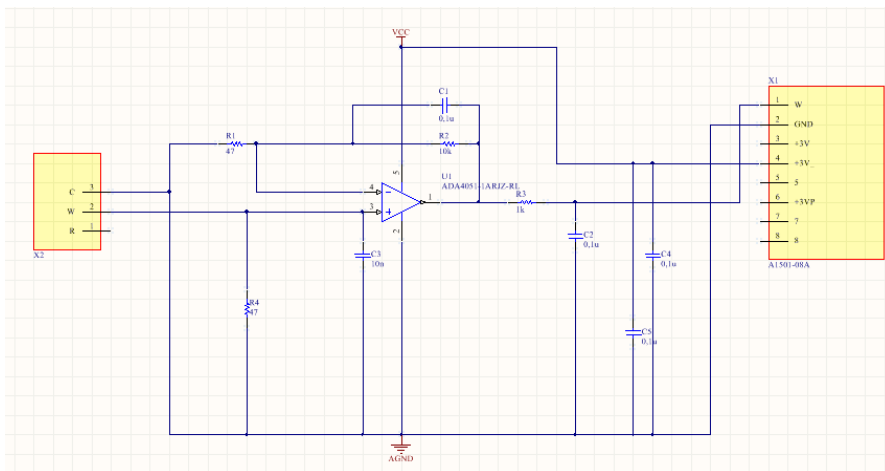 VCC
X1
C1
0,1u
1 W
2 GND
R1
47
R2
10k
3 +3V
4 +3V_
5
U1
ADA4051-1ARJZ-RL
5 5
C 3
4
W 2
3
1
R3
1k
6 +3VP
R 1
2
7 7
X2
C3
10n
C2
0,1u
C4
0,1u
8 8
A1501-08A
R4
47
C5
0,1u
AGND